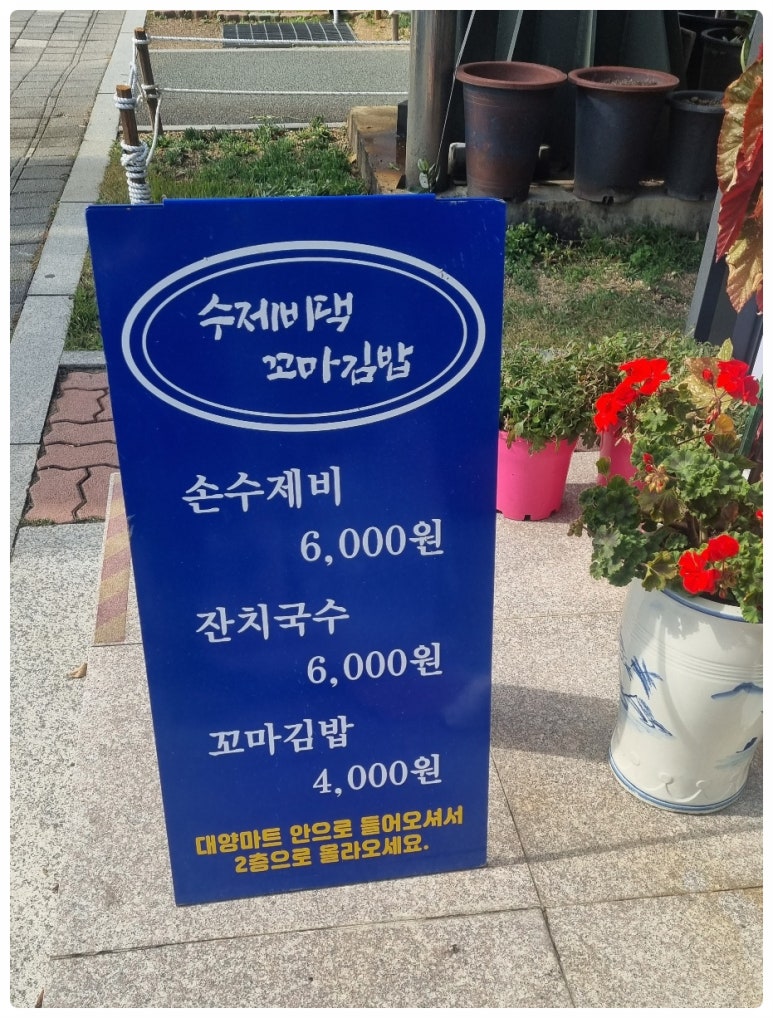 수제비댁
꼬마김밥
손수제비
6,000원
잔치국수
6,000원
꼬마김밥
4,000원
대양마트 안으로 들어오셔서
2층으로 올라오세요.